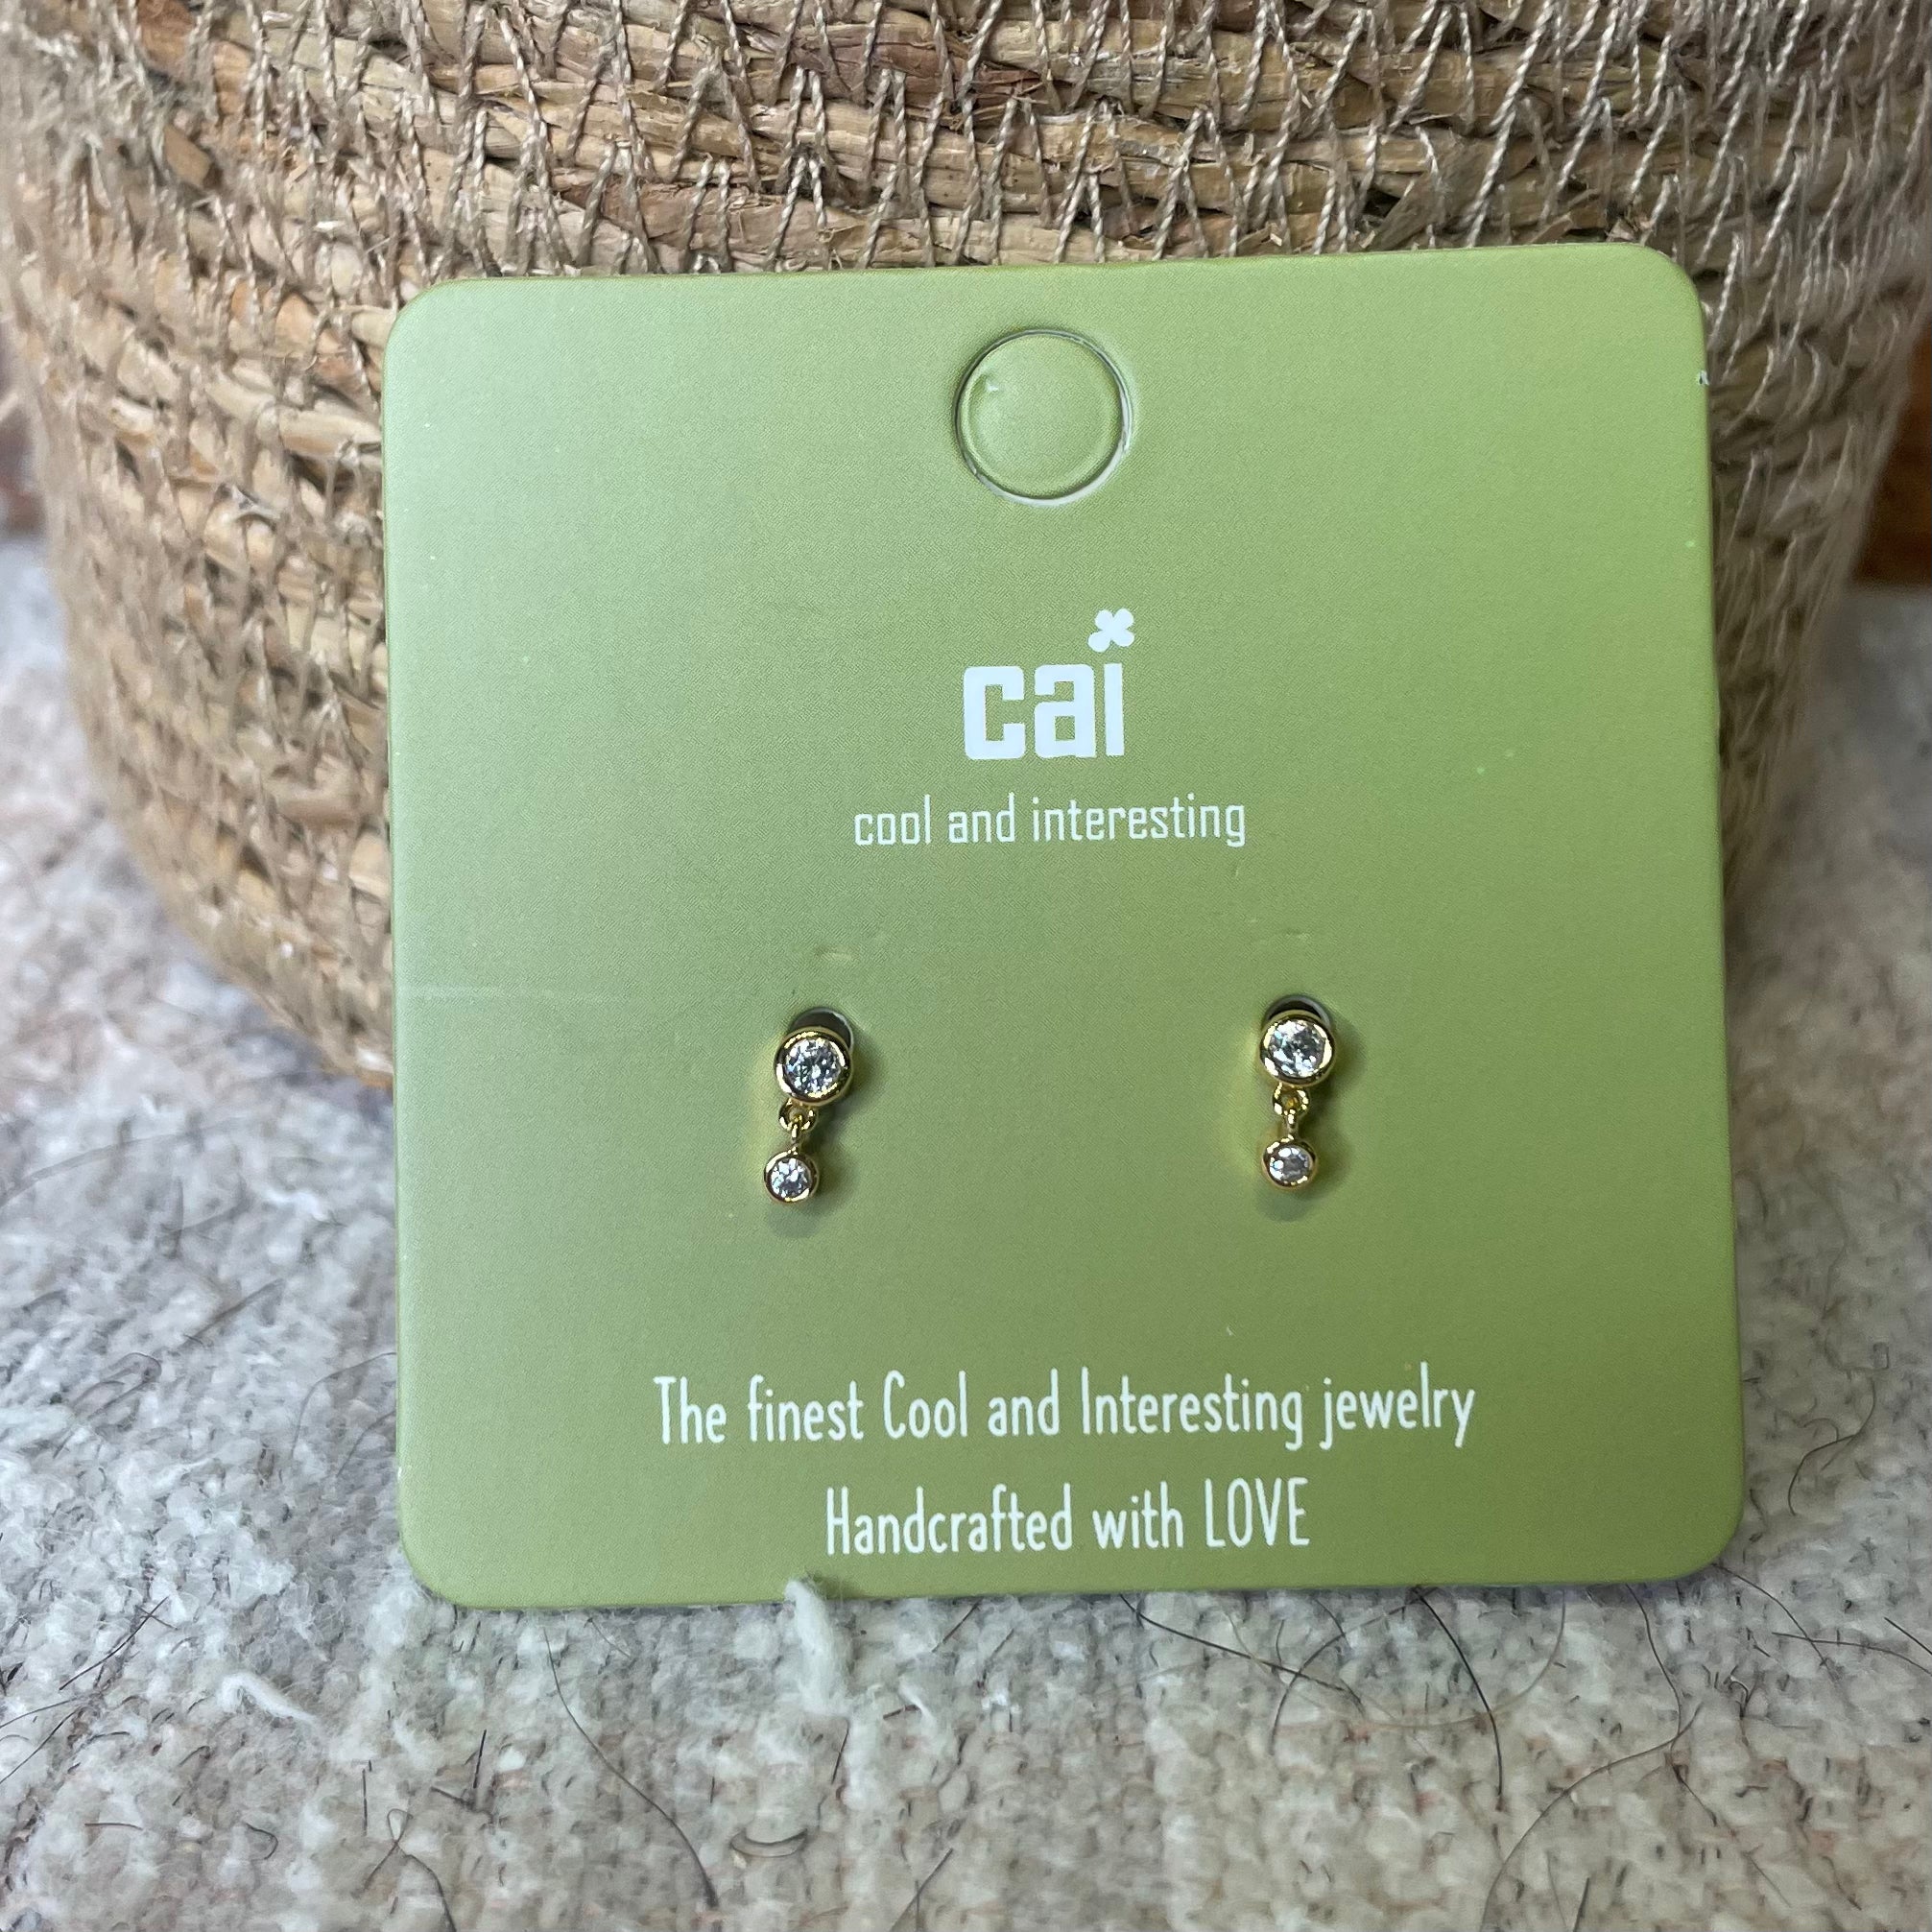 cai
cool and interesting
The finest Cool and Interesting jewelry
Handcrafted with LOVE